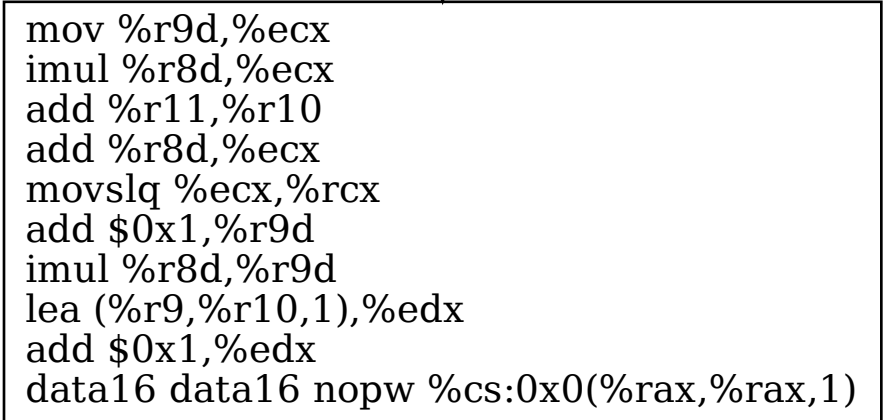 mov %r9d,%ecx
imul %r8d,%ecx
add %r11,%r10
add %r8d,%ecx
movslq %ecx,%rcx
add $0x1,%r9d
imul %r8d,%r9d
lea (%r9,%r10,1),%edx
add $0x1,%edx
data16 data16 nopw %cs:0x0(%rax,%rax,1)